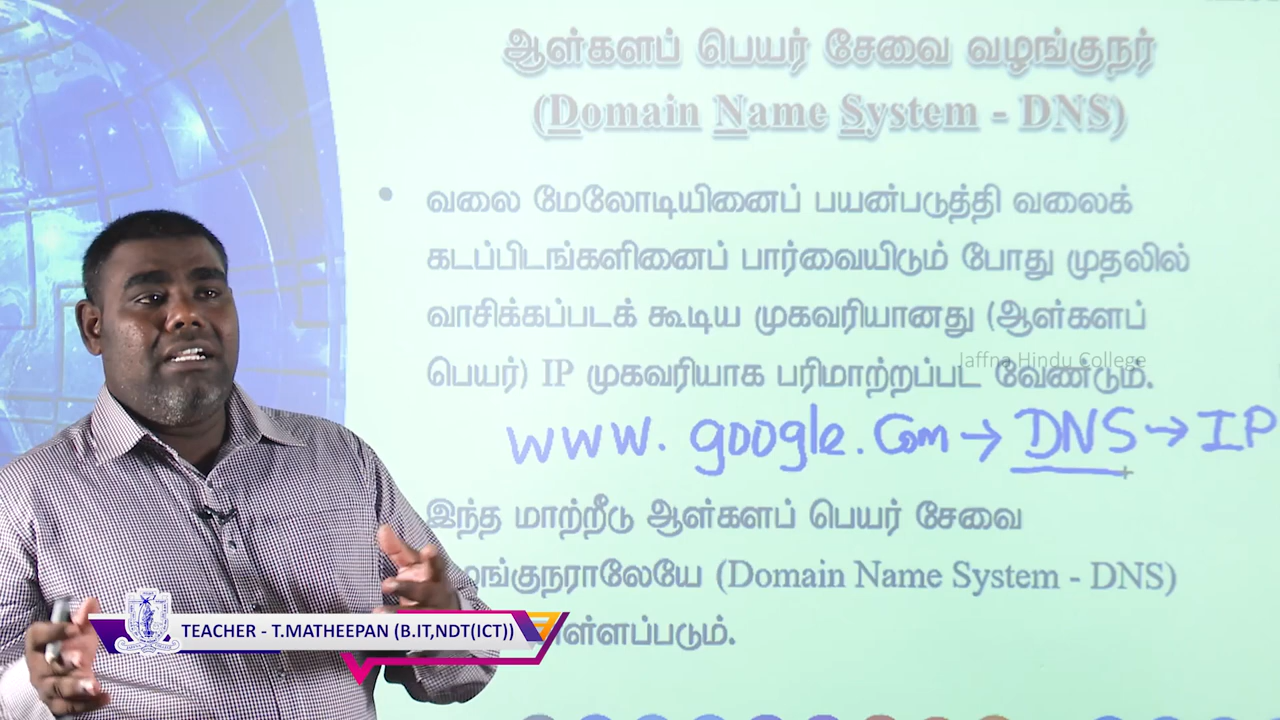 ஆள்களப் பெயர் சேவை வழங்குநர்
(Domain Name System - DNS)
• வலை மேலோடியினைப் பயன்படுத்தி வலைக்
கடப்பிடங்களினைப் பார்வையிடும் போது முதலில்
வாசிக்கப்படக் கூடிய முகவரியானது (ஆள்களப்
பெயர்) IP முகவரியாக பரிமாற்றப்பட வேண்டும்.
Jaffna Hindu College
www.google.com → DNS → IP
இந்த மாற்றீடு ஆள்களப் பெயர் சேவை
(Domain Name System - DNS)
TEACHER - T.MATHEEPAN (B.IT,NDT(ICT))